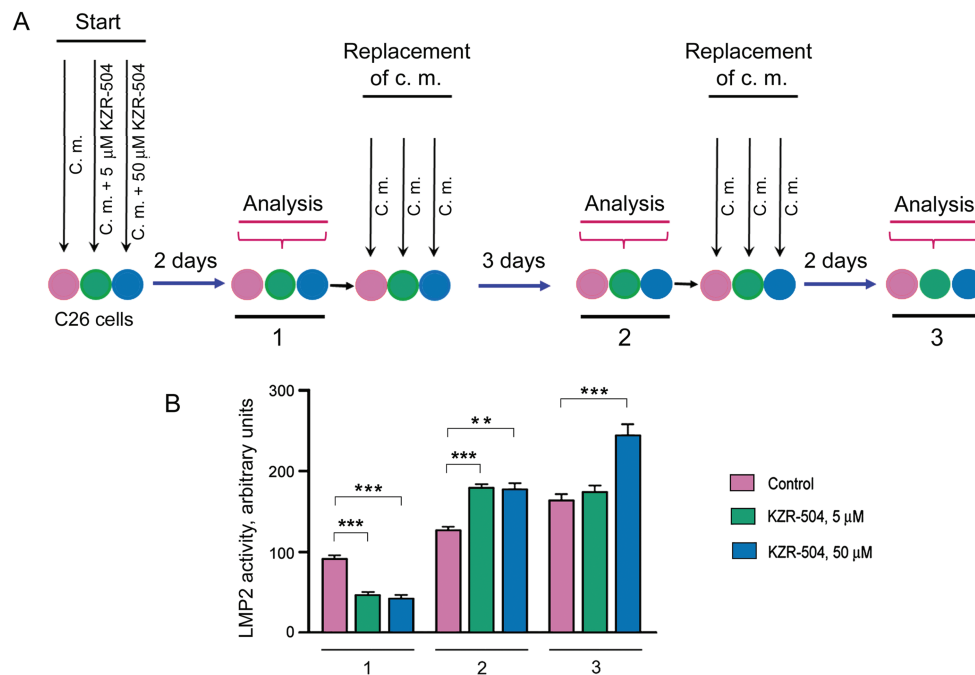 A
Start
C. m.
C. m. + 5 μM KZR-504
C. m. + 50 μM KZR-504
C26 cells
2 days
Analysis
1
Replacement
of c. m.
C. m.
C. m.
C. m.
3 days
Analysis
2
Replacement
of c. m.
C. m.
C. m.
C. m.
2 days
Analysis
3
B
LMP2 activity, arbitrary units
300
200
100
0
***
***
***
**
***
1
2
3
Control
KZR-504, 5 μM
KZR-504, 50 μM